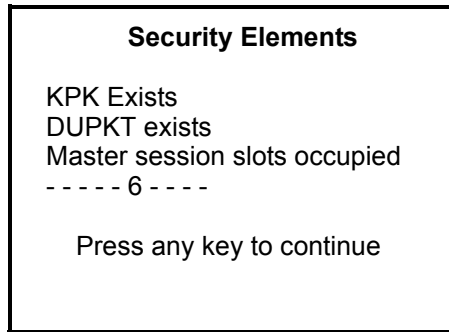 Security Elements
KPK Exists
DUPKT exists
Master session slots occupied
- - - - - 6 - - - -
Press any key to continue